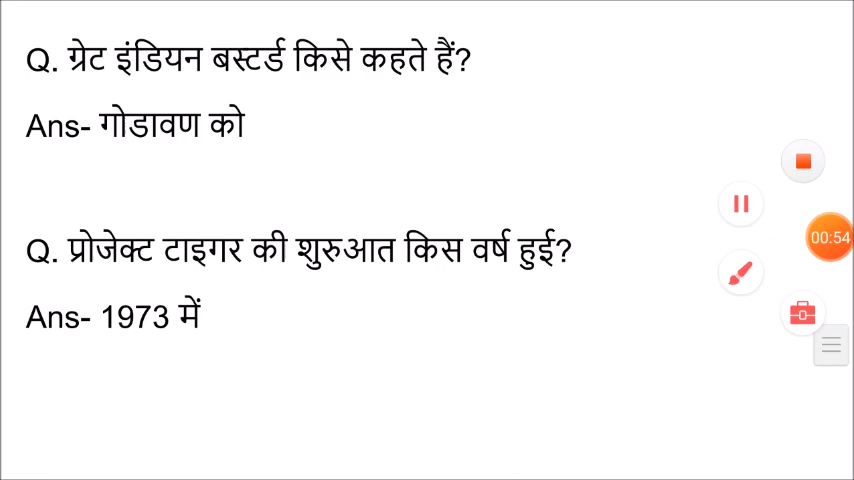 Q. ग्रेट इंडियन बस्टर्ड किसे कहते हैं?
Ans- गोडावण को
Q. प्रोजेक्ट टाइगर की शुरुआत किस वर्ष हुई?
Ans- 1973 में
00:54